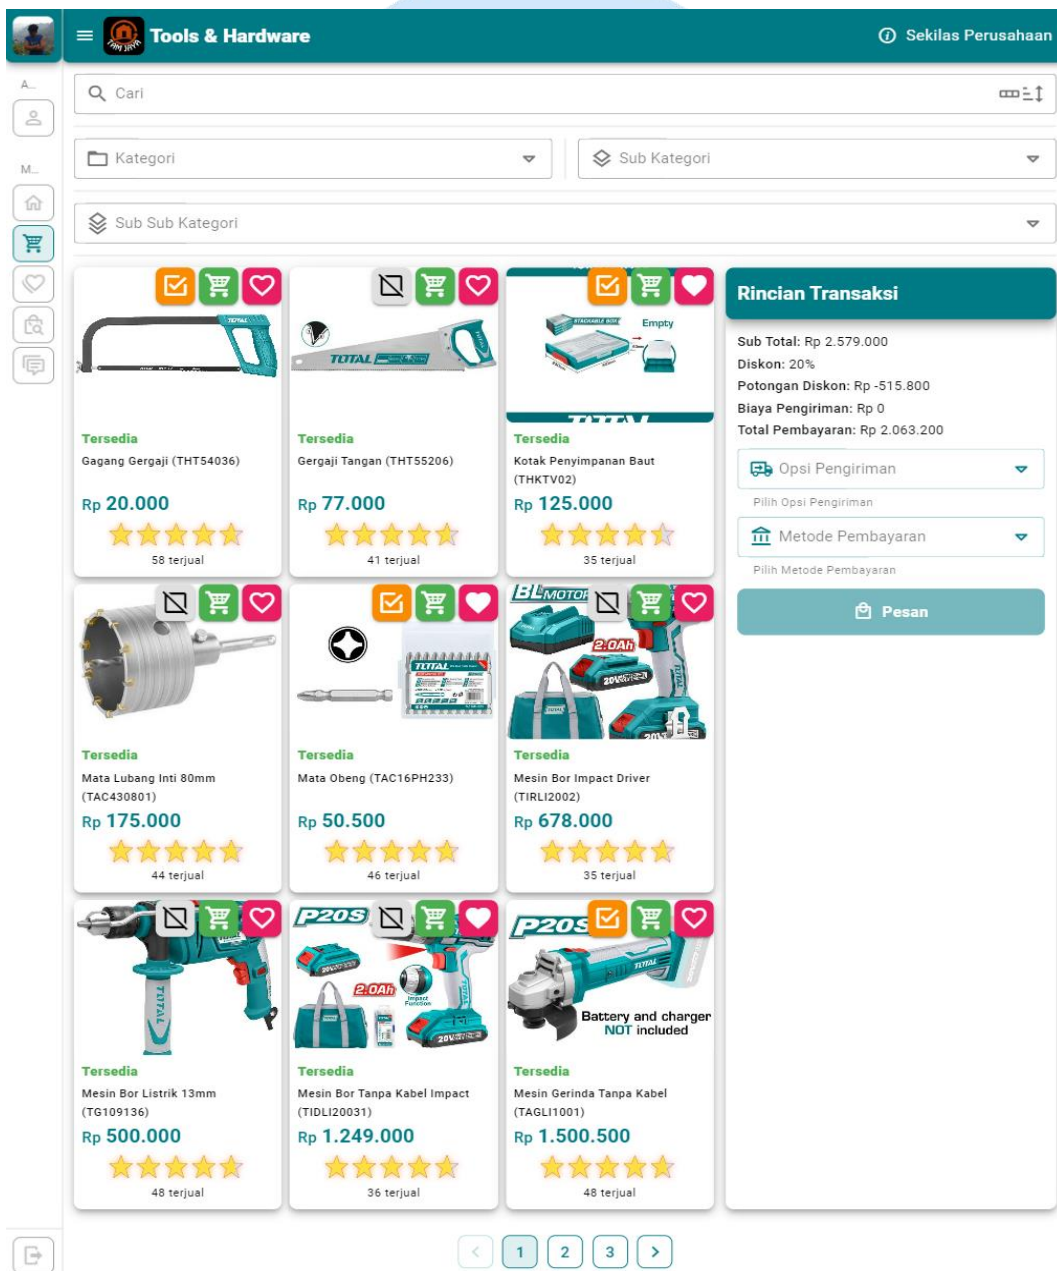 Tools & Hardware
Sekilas Perusahaan
A...
Cari
M...
Kategori
Sub Kategori
Sub Sub Kategori
TOTAL
TOTAL
STACKABLE BOX
Empty
TOTAL
Tersedia
Gagang Gergaji (THT54036)
Rp 20.000
58 terjual
Tersedia
Gergaji Tangan (THT55206)
Rp 77.000
41 terjual
Tersedia
Kotak Penyimpanan Baut
(THKTV02)
Rp 125.000
35 terjual
Rincian Transaksi
Sub Total: Rp 2.579.000
Diskon: 20%
Potongan Diskon: Rp -515.800
Biaya Pengiriman: Rp 0
Total Pembayaran: Rp 2.063.200
Opsi Pengiriman
Pilih Opsi Pengiriman
Metode Pembayaran
Pilih Metode Pembayaran
Pesan
TOTAL
BL MOTOR
2.0Ah
20V
20V
Tersedia
Mata Lubang Inti 80mm
(TAC430801)
Rp 175.000
44 terjual
Tersedia
Mata Obeng (TAC16PH233)
Rp 50.500
46 terjual
Tersedia
Mesin Bor Impact Driver
(TIRLI2002)
Rp 678.000
35 terjual
TOTAL
P20S
2.0Ah
Impact
Function
TOTAL
20V
P20S
TOTAL
Battery and charger
NOT included
Tersedia
Mesin Bor Listrik 13mm
(TG109136)
Rp 500.000
48 terjual
Tersedia
Mesin Bor Tanpa Kabel Impact
(TIDLI20031)
Rp 1.249.000
36 terjual
Tersedia
Mesin Gerinda Tanpa Kabel
(TAGLI1001)
Rp 1.500.500
48 terjual
1 2 3